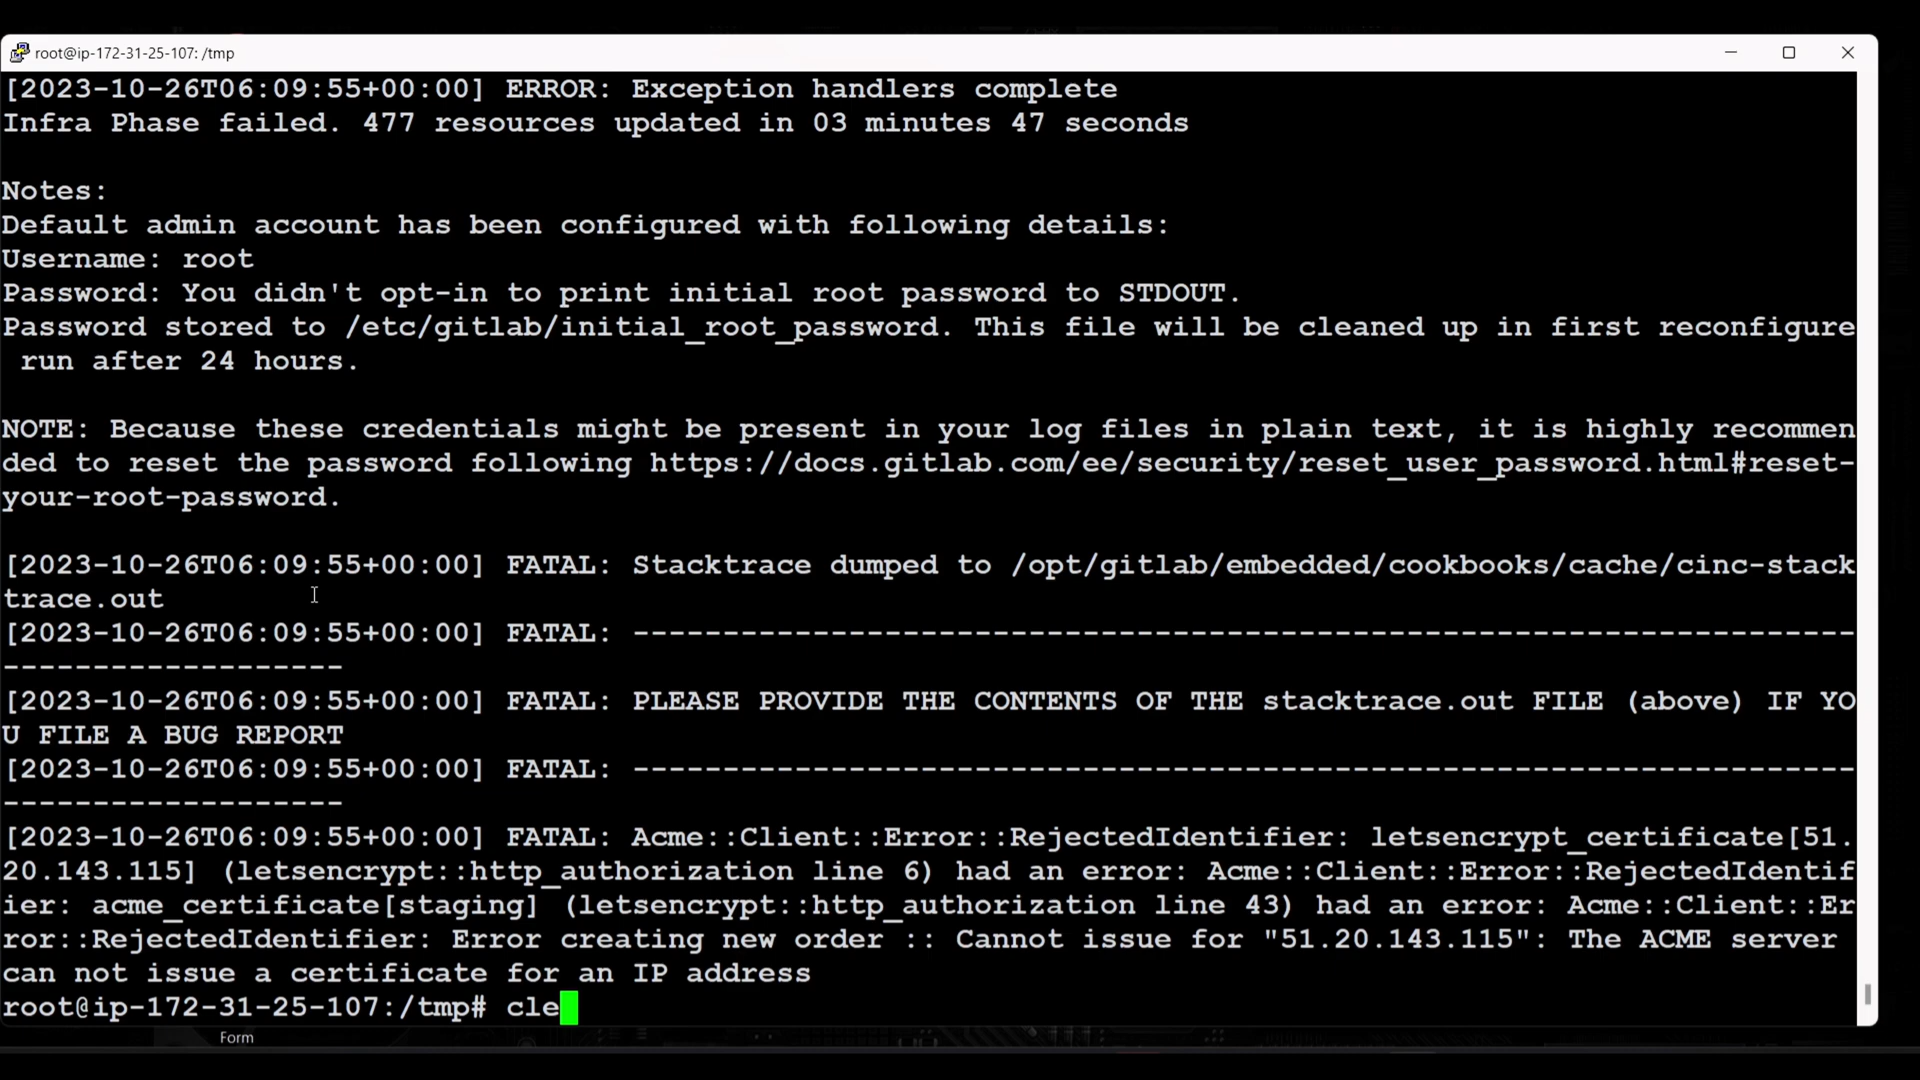 root@ip-172-31-25-107: /tmp
[2023-10-26T06:09:55+00:00] ERROR: Exception handlers complete
Infra Phase failed. 477 resources updated in 03 minutes 47 seconds
Notes:
Default admin account has been configured with following details:
Username: root
Password: You didn't opt-in to print initial root password to STDOUT.
Password stored to /etc/gitlab/initial_root_password. This file will be cleaned up in first reconfigure
 run after 24 hours.
NOTE: Because these credentials might be present in your log files in plain text, it is highly recommen
ded to reset the password following https://docs.gitlab.com/ee/security/reset_user_password.html#reset-
your-root-password.
[2023-10-26T06:09:55+00:00] FATAL: Stacktrace dumped to /opt/gitlab/embedded/cookbooks/cache/cinc-stack
trace.out
[2023-10-26T06:09:55+00:00] FATAL: --------------------------------------------------------------------
-------------------
[2023-10-26T06:09:55+00:00] FATAL: PLEASE PROVIDE THE CONTENTS OF THE stacktrace.out FILE (above) IF YO
U FILE A BUG REPORT
[2023-10-26T06:09:55+00:00] FATAL: --------------------------------------------------------------------
-------------------
[2023-10-26T06:09:55+00:00] FATAL: Acme::Client::Error::RejectedIdentifier: letsencrypt_certificate[51.
20.143.115] (letsencrypt::http_authorization line 6) had an error: Acme::Client::Error::RejectedIdentif
ier: acme_certificate[staging] (letsencrypt::http_authorization line 43) had an error: Acme::Client::Er
ror::RejectedIdentifier: Error creating new order :: Cannot issue for "51.20.143.115": The ACME server
can not issue a certificate for an IP address
root@ip-172-31-25-107:/tmp# cle
Form